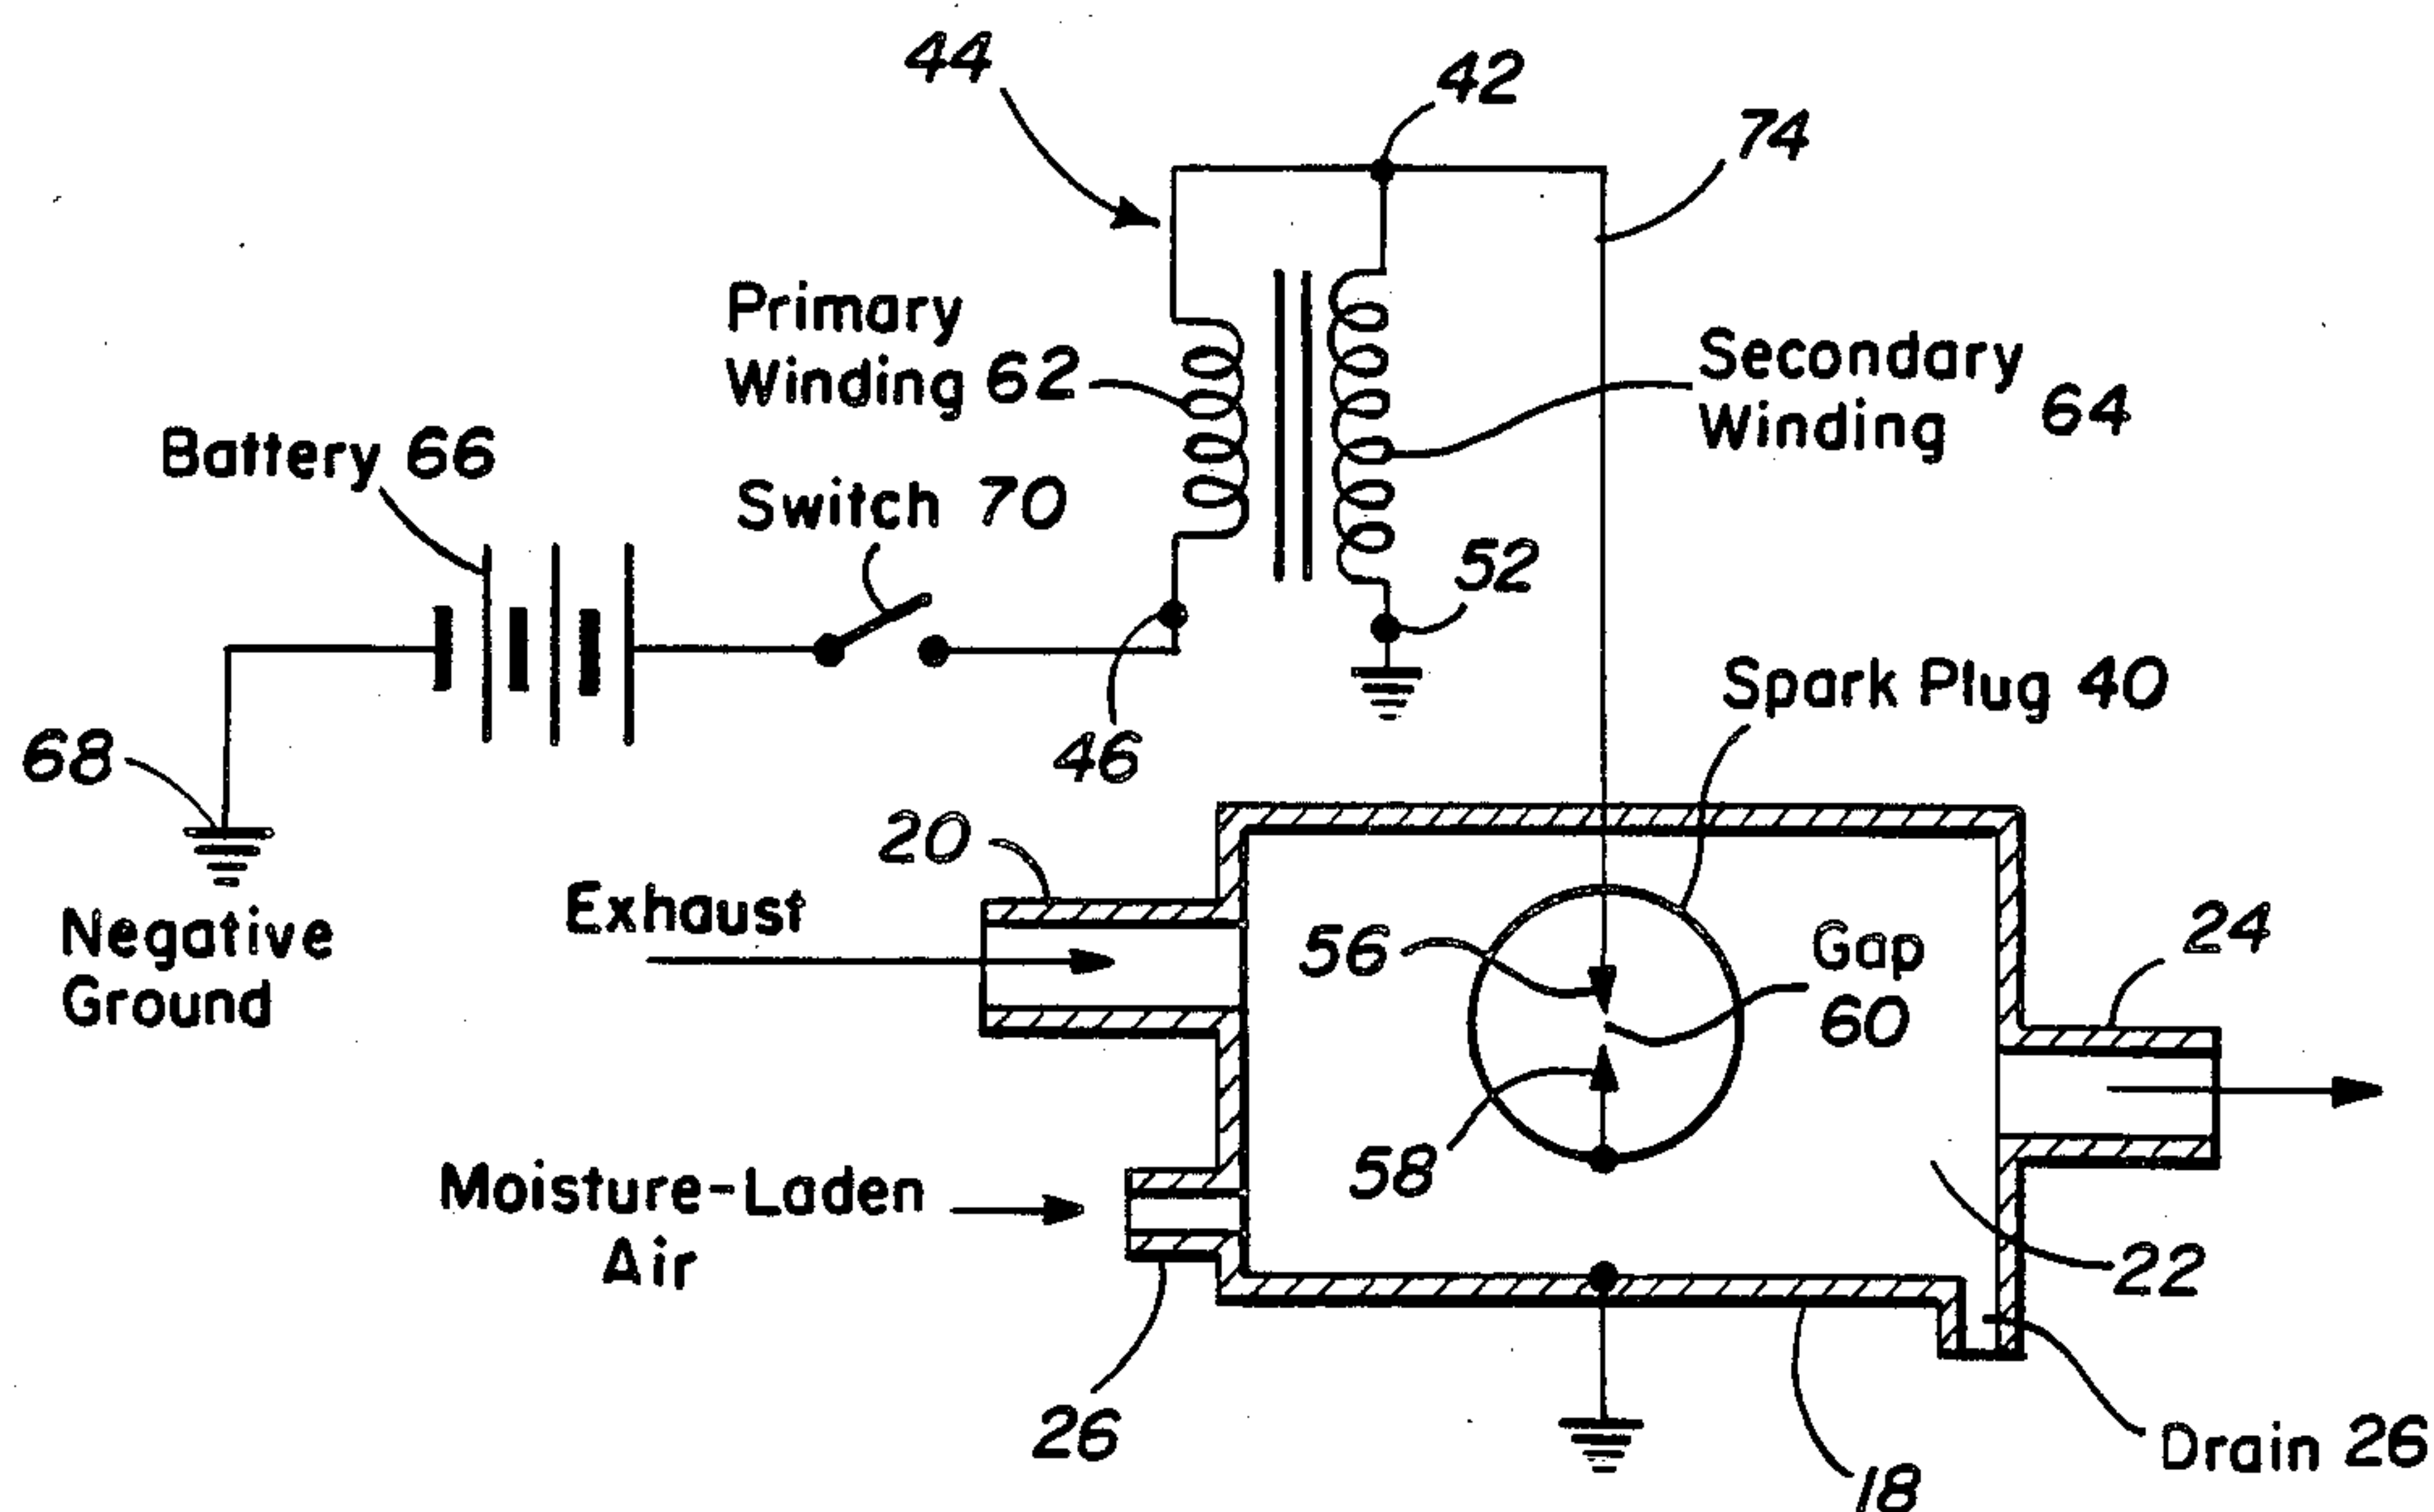 44
42
74
Primary
Winding 62
Secondary
Winding 64
Battery 66
Switch 70
52
46
68
Negative
Ground
Spark Plug 40
20
Exhaust
56
Gap
60
24
58
Moisture-Laden
Air
22
26
18
Drain 26